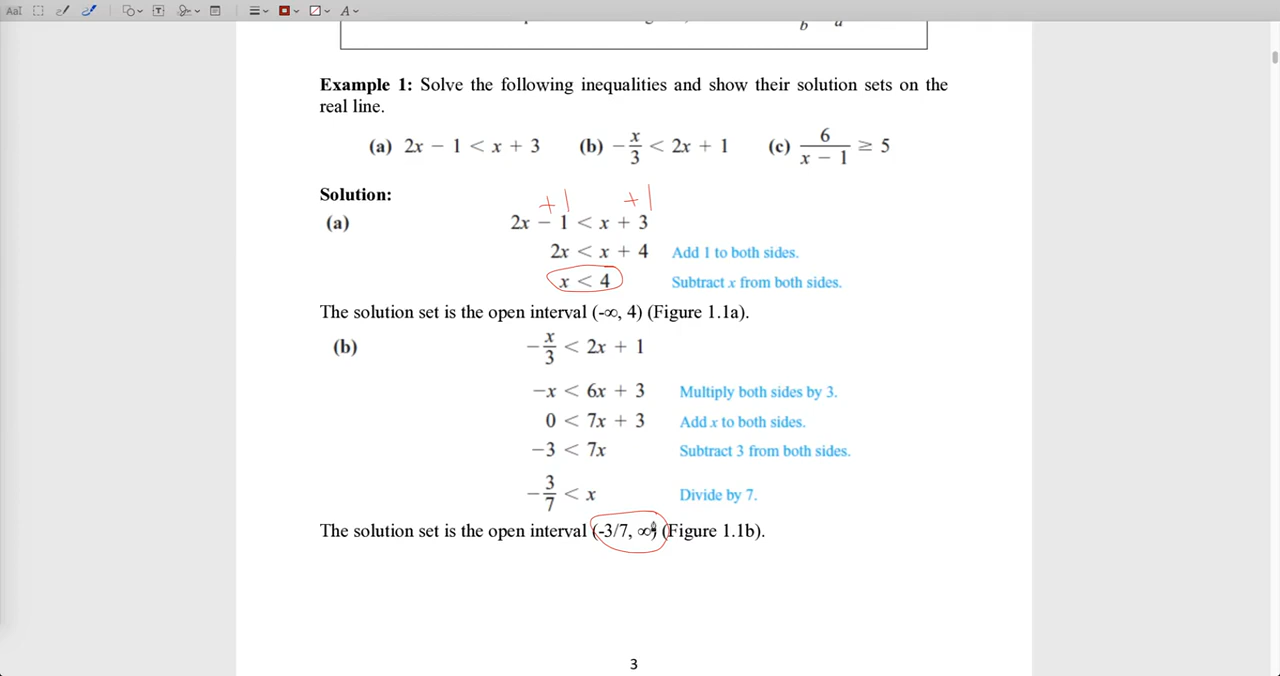 AaI
A
b a
Example 1: Solve the following inequalities and show their solution sets on the
real line.
(a) 2x − 1 < x + 3 (b) −x/3 < 2x + 1 (c) 6/(x − 1) ≥ 5
Solution:
+1 +1
(a) 2x − 1 < x + 3
2x < x + 4 Add 1 to both sides.
x < 4 Subtract x from both sides.
The solution set is the open interval (-∞, 4) (Figure 1.1a).
(b) −x/3 < 2x + 1
−x < 6x + 3 Multiply both sides by 3.
0 < 7x + 3 Add x to both sides.
−3 < 7x Subtract 3 from both sides.
−3/7 < x Divide by 7.
The solution set is the open interval (-3/7, ∞) (Figure 1.1b).
3